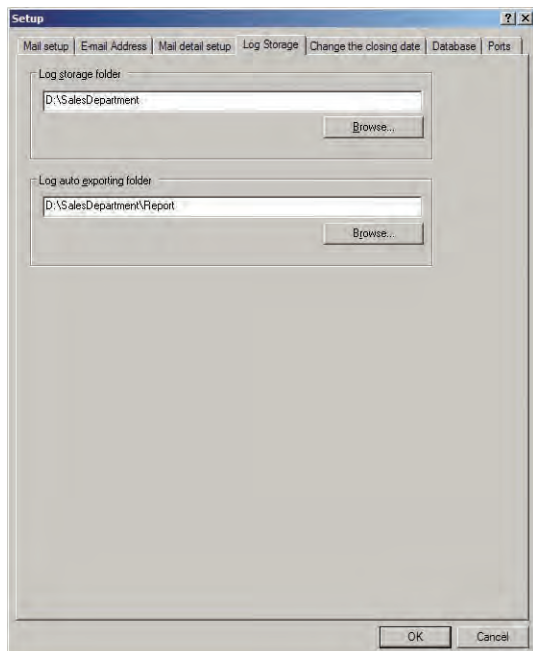 Setup
Mail setup E-mail Address Mail detail setup Log Storage Change the closing date Database Ports
Log storage folder
D:\SalesDepartment
Browse...
Log auto exporting folder
D:\SalesDepartment\Report
Browse...
OK Cancel